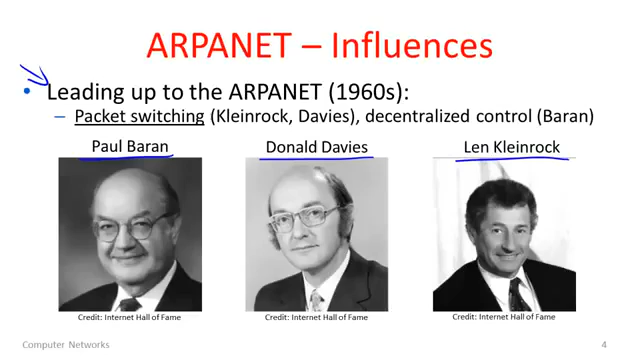 ARPANET – Influences
• Leading up to the ARPANET (1960s):
– Packet switching (Kleinrock, Davies), decentralized control (Baran)
Paul Baran Donald Davies Len Kleinrock
Credit: Internet Hall of Fame Credit: Internet Hall of Fame Credit: Internet Hall of Fame
Computer Networks 4